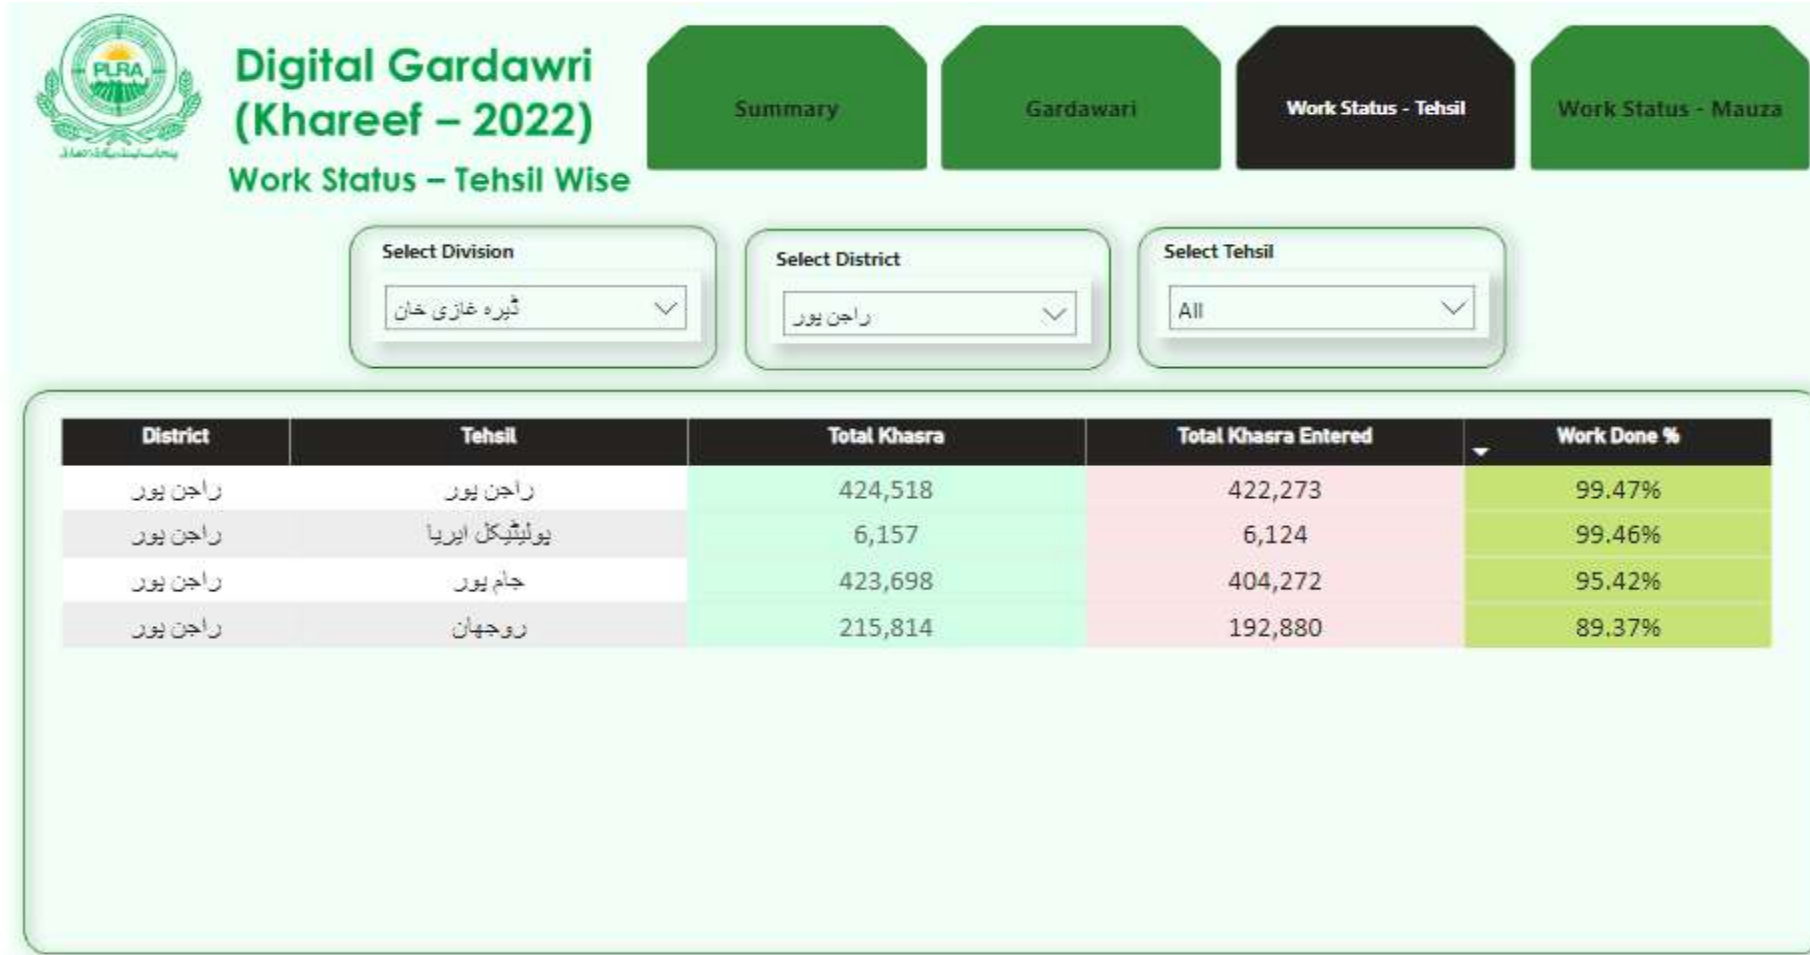 PLRA
Digital Gardawri
(Khareef – 2022)
Work Status – Tehsil Wise
Summary
Gardawari
Work Status - Tehsil
Work Status - Mauza
Select Division
ڈیرہ غازی خان
Select District
راجن پور
Select Tehsil
All
District Tehsil Total Khasra Total Khasra Entered Work Done %
راجن پور راجن پور 424,518 422,273 99.47%
راجن پور پولیٹیکل ایریا 6,157 6,124 99.46%
راجن پور جام پور 423,698 404,272 95.42%
راجن پور روجھان 215,814 192,880 89.37%